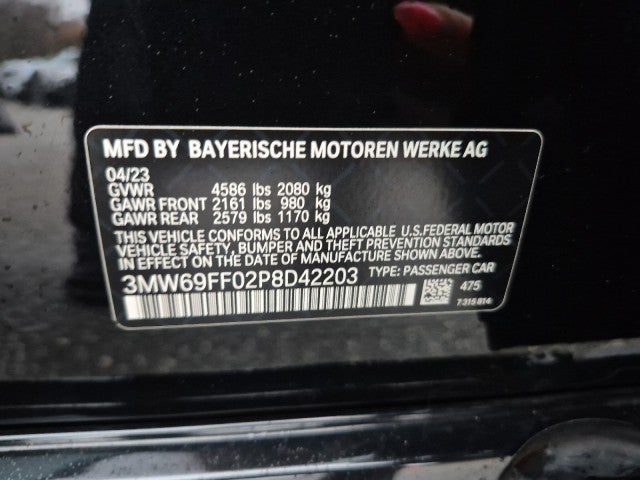 MFD BY BAYERISCHE MOTOREN WERKE AG
04/23
GVWR 4586 lbs 2080 kg
GAWR FRONT 2161 lbs 980 kg
GAWR REAR 2579 lbs 1170 kg
THIS VEHICLE CONFORMS TO ALL APPLICABLE U.S.FEDERAL MOTOR
VEHICLE SAFETY, BUMPER AND THEFT PREVENTION STANDARDS
IN EFFECT ON THE DATE OF MANUFACTURE SHOWN ABOVE.
3MW69FF02P8D42203 TYPE: PASSENGER CAR
475
7 315 814